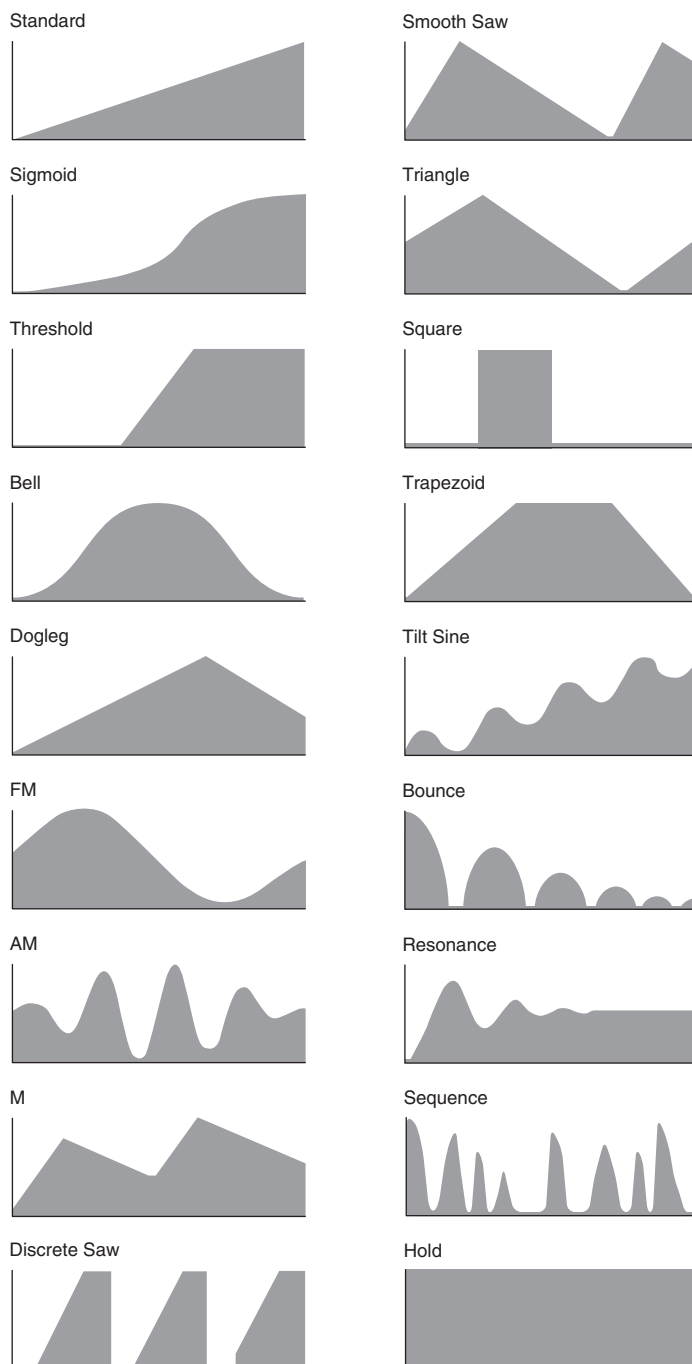 Standard
Smooth Saw
Sigmoid
Triangle
Threshold
Square
Bell
Trapezoid
Dogleg
Tilt Sine
FM
Bounce
AM
Resonance
M
Sequence
Discrete Saw
Hold